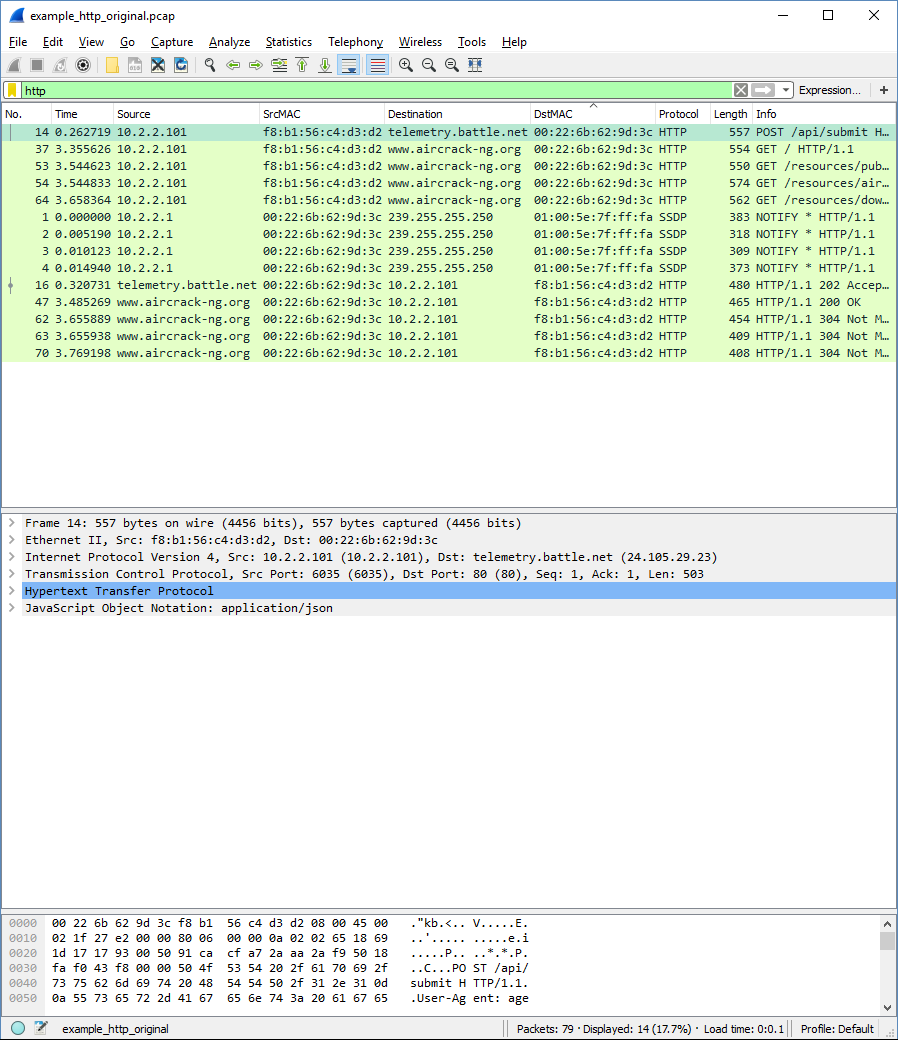 example_http_original.pcap
File Edit View Go Capture Analyze Statistics Telephony Wireless Tools Help
http Expression... +
No. Time Source SrcMAC Destination DstMAC Protocol Length Info
14 0.262719 10.2.2.101 f8:b1:56:c4:d3:d2 telemetry.battle.net 00:22:6b:62:9d:3c HTTP 557 POST /api/submit H…
37 3.355626 10.2.2.101 f8:b1:56:c4:d3:d2 www.aircrack-ng.org 00:22:6b:62:9d:3c HTTP 554 GET / HTTP/1.1
53 3.544623 10.2.2.101 f8:b1:56:c4:d3:d2 www.aircrack-ng.org 00:22:6b:62:9d:3c HTTP 550 GET /resources/pub…
54 3.544833 10.2.2.101 f8:b1:56:c4:d3:d2 www.aircrack-ng.org 00:22:6b:62:9d:3c HTTP 574 GET /resources/air…
64 3.658364 10.2.2.101 f8:b1:56:c4:d3:d2 www.aircrack-ng.org 00:22:6b:62:9d:3c HTTP 562 GET /resources/dow…
1 0.000000 10.2.2.1 00:22:6b:62:9d:3c 239.255.255.250 01:00:5e:7f:ff:fa SSDP 383 NOTIFY * HTTP/1.1
2 0.005190 10.2.2.1 00:22:6b:62:9d:3c 239.255.255.250 01:00:5e:7f:ff:fa SSDP 318 NOTIFY * HTTP/1.1
3 0.010123 10.2.2.1 00:22:6b:62:9d:3c 239.255.255.250 01:00:5e:7f:ff:fa SSDP 309 NOTIFY * HTTP/1.1
4 0.014940 10.2.2.1 00:22:6b:62:9d:3c 239.255.255.250 01:00:5e:7f:ff:fa SSDP 373 NOTIFY * HTTP/1.1
16 0.320731 telemetry.battle.net 00:22:6b:62:9d:3c 10.2.2.101 f8:b1:56:c4:d3:d2 HTTP 480 HTTP/1.1 202 Accep…
47 3.485269 www.aircrack-ng.org 00:22:6b:62:9d:3c 10.2.2.101 f8:b1:56:c4:d3:d2 HTTP 465 HTTP/1.1 200 OK
62 3.655889 www.aircrack-ng.org 00:22:6b:62:9d:3c 10.2.2.101 f8:b1:56:c4:d3:d2 HTTP 454 HTTP/1.1 304 Not M…
63 3.655938 www.aircrack-ng.org 00:22:6b:62:9d:3c 10.2.2.101 f8:b1:56:c4:d3:d2 HTTP 409 HTTP/1.1 304 Not M…
70 3.769198 www.aircrack-ng.org 00:22:6b:62:9d:3c 10.2.2.101 f8:b1:56:c4:d3:d2 HTTP 408 HTTP/1.1 304 Not M…
Frame 14: 557 bytes on wire (4456 bits), 557 bytes captured (4456 bits)
Ethernet II, Src: f8:b1:56:c4:d3:d2, Dst: 00:22:6b:62:9d:3c
Internet Protocol Version 4, Src: 10.2.2.101 (10.2.2.101), Dst: telemetry.battle.net (24.105.29.23)
Transmission Control Protocol, Src Port: 6035 (6035), Dst Port: 80 (80), Seq: 1, Ack: 1, Len: 503
Hypertext Transfer Protocol
JavaScript Object Notation: application/json
0000 00 22 6b 62 9d 3c f8 b1 56 c4 d3 d2 08 00 45 00 ."kb.<.. V.....E.
0010 02 1f 27 e2 00 00 80 06 00 00 0a 02 02 65 18 69 ..'..... .....e.i
0020 1d 17 17 93 00 50 91 ca cf a7 2a aa 2a f9 50 18 .....P.. ..*.*.P.
0030 fa f0 43 f8 00 00 50 4f 53 54 20 2f 61 70 69 2f ..C...PO ST /api/
0040 73 75 62 6d 69 74 20 48 54 54 50 2f 31 2e 31 0d submit H TTP/1.1.
0050 0a 55 73 65 72 2d 41 67 65 6e 74 3a 20 61 67 65 .User-Ag ent: age
example_http_original Packets: 79 · Displayed: 14 (17.7%) · Load time: 0:0.1 Profile: Default